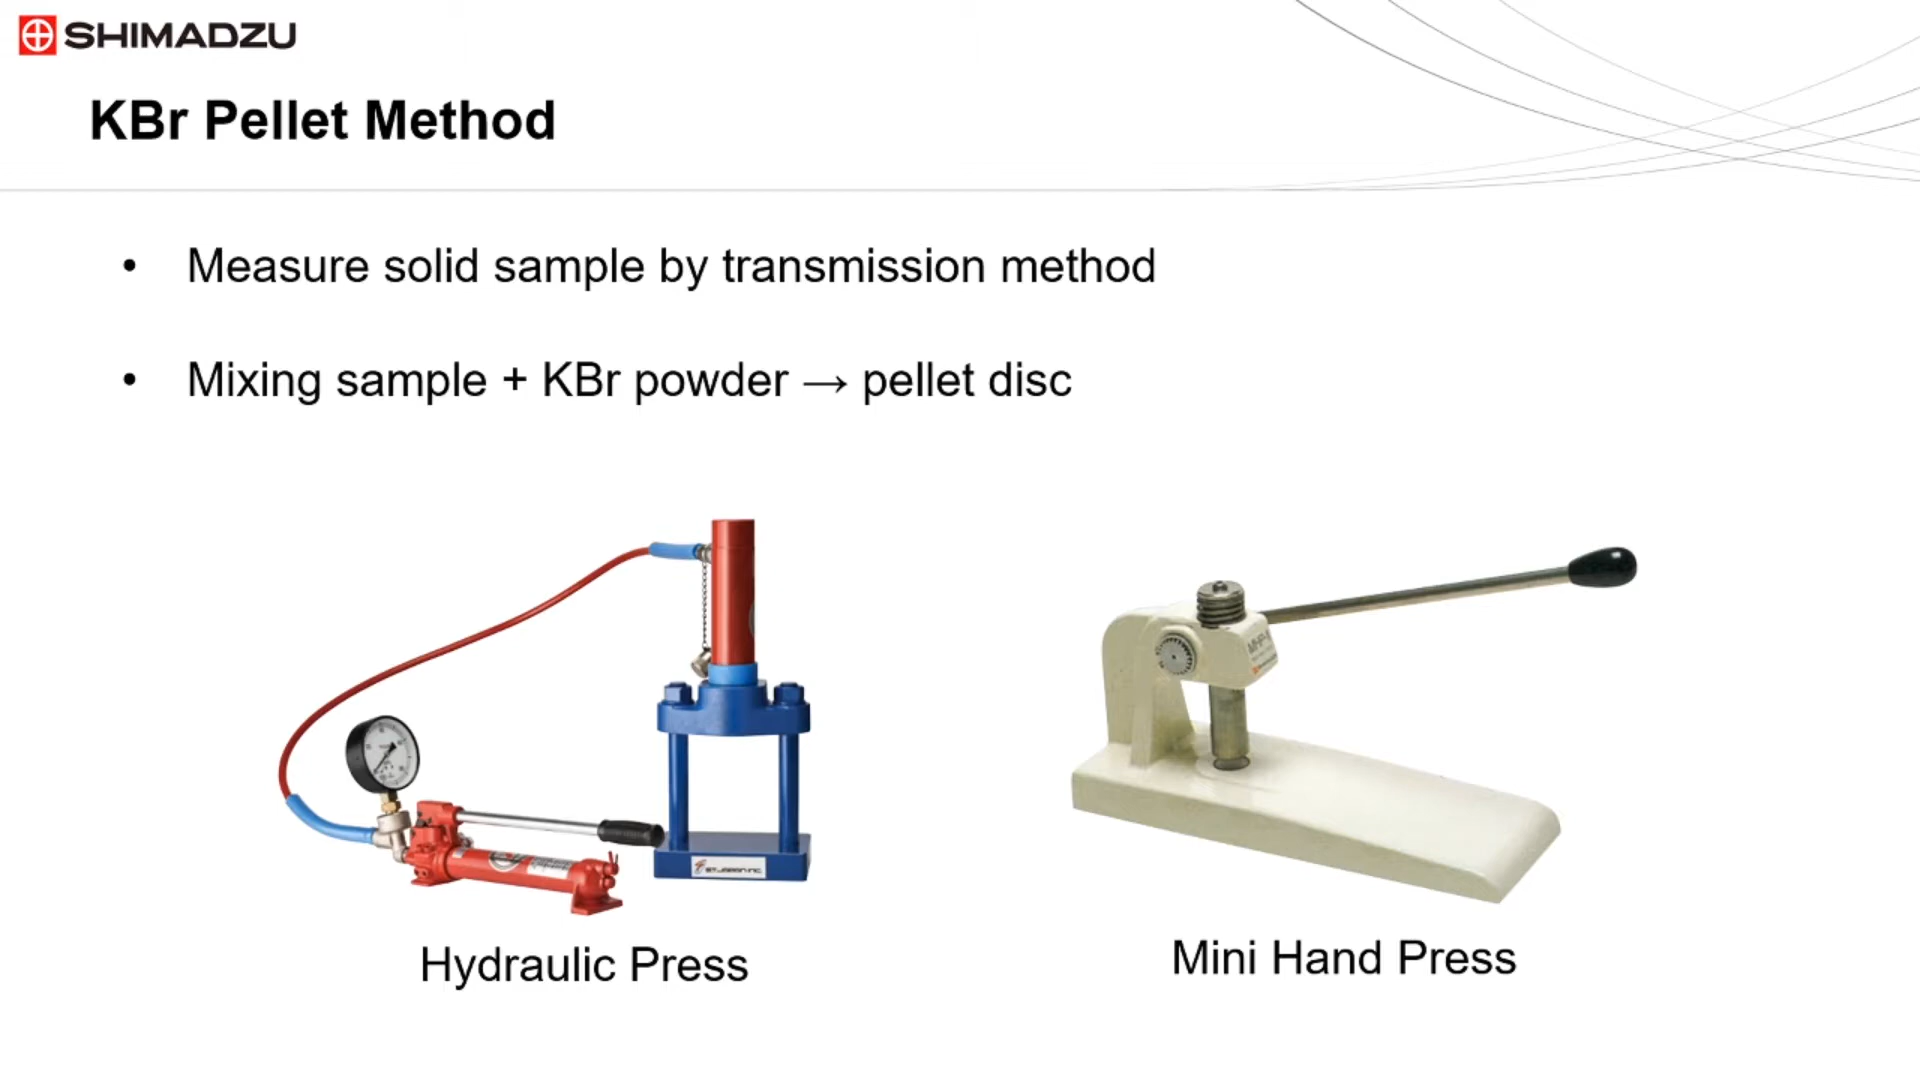 SHIMADZU
KBr Pellet Method
• Measure solid sample by transmission method
• Mixing sample + KBr powder → pellet disc
Hydraulic Press
Mini Hand Press